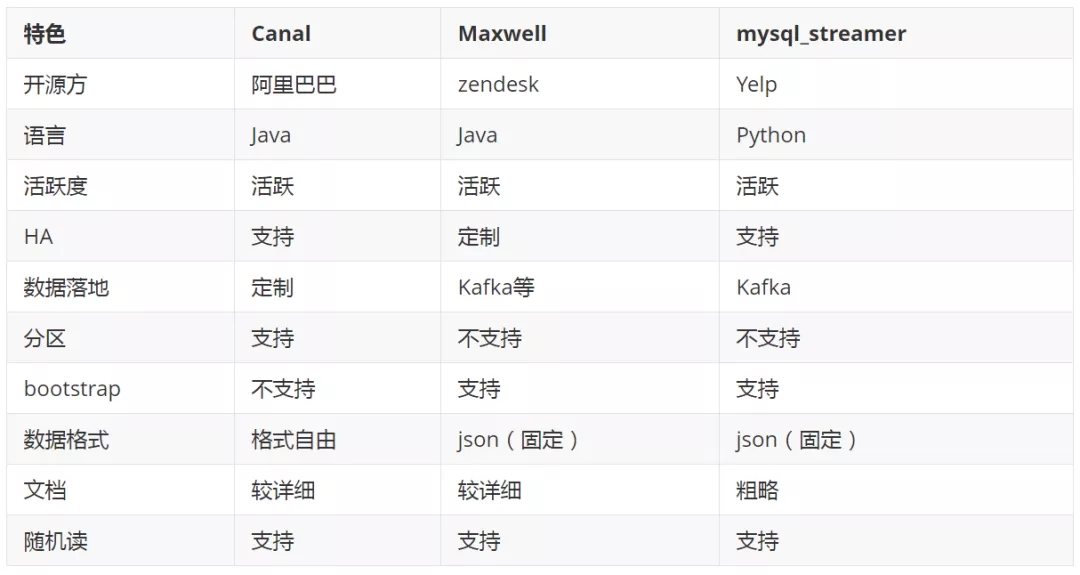 特色 Canal Maxwell mysql_streamer
开源方 阿里巴巴 zendesk Yelp
语言 Java Java Python
活跃度 活跃 活跃 活跃
HA 支持 定制 支持
数据落地 定制 Kafka等 Kafka
分区 支持 不支持 不支持
bootstrap 不支持 支持 支持
数据格式 格式自由 json（固定） json（固定）
文档 较详细 较详细 粗略
随机读 支持 支持 支持